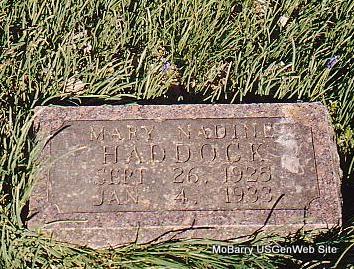 MARY NADINE
HADDOCK
SEPT. 26, 1928
JAN. 4, 1933
MoBarry USGenWeb Site